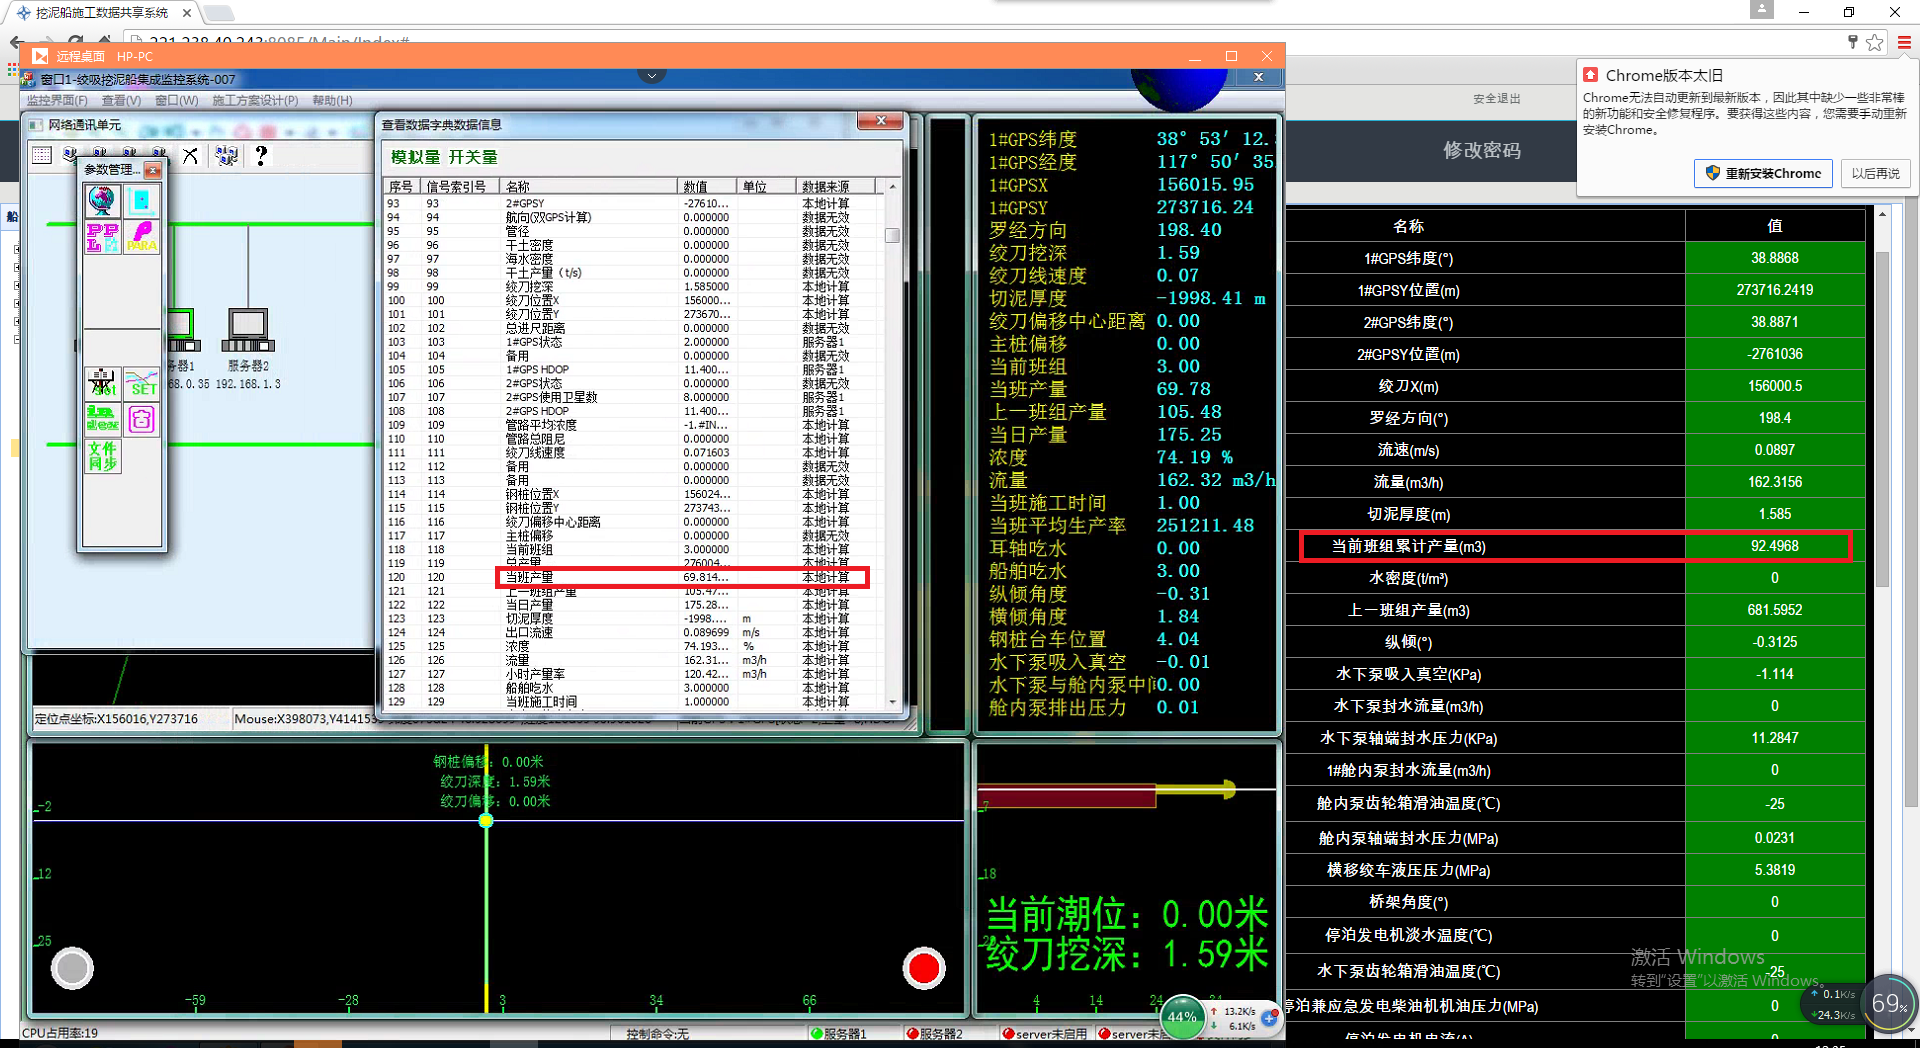 挖泥船施工数据共享系统
221.238.40.243:8085/Main/Index#
远程桌面 HP-PC
窗口1-绞吸挖泥船集成监控系统-007
监控界面(F) 查看(V) 窗口(W) 施工方案设计(P) 帮助(H)
网络通讯单元
参数管理...
PARA
SET
文件同步
服务器2
192.168.1.3
查看数据字典数据信息
模拟量 开关量
序号 信号索引号 名称 数值 单位 数据来源
93 93 2#GPSY -27610... 本地计算
94 94 航向(双GPS计算) 0.000000 数据无效
95 95 管径 0.000000 数据无效
96 96 干土密度 0.000000 数据无效
97 97 海水密度 0.000000 数据无效
98 98 干土产量 ( t/s) 0.000000 数据无效
99 99 绞刀挖深 1.585000 本地计算
100 100 绞刀位置X 156000... 本地计算
101 101 绞刀位置Y 273670... 本地计算
102 102 总进尺距离 0.000000 数据无效
103 103 1#GPS状态 2.000000 服务器1
104 104 备用 0.000000 数据无效
105 105 1#GPS HDOP 11.400... 服务器1
106 106 2#GPS状态 0.000000 数据无效
107 107 2#GPS使用卫星数 8.000000 服务器1
108 108 2#GPS HDOP 11.400... 服务器1
109 109 管路平均浓度 -1.#IN... 本地计算
110 110 管路总阻尼 0.000000 本地计算
111 111 绞刀线速度 0.071603 本地计算
112 112 备用 0.000000 数据无效
113 113 备用 0.000000 数据无效
114 114 钢桩位置X 156024... 本地计算
115 115 钢桩位置Y 273743... 本地计算
116 116 绞刀偏移中心距离 0.000000 本地计算
117 117 主桩偏移 0.000000 本地计算
118 118 当前班组 3.000000 本地计算
119 119 总产量 276004... 本地计算
120 120 当班产量 69.814... 本地计算
121 121 上一班组产量 105.47... 本地计算
122 122 当日产量 175.28... 本地计算
123 123 切泥厚度 -1998.... m 本地计算
124 124 出口流速 0.089699 m/s 本地计算
125 125 浓度 74.193... % 本地计算
126 126 流量 162.31... m3/h 本地计算
127 127 小时产量率 120.42... m3/h 本地计算
128 128 船舶吃水 3.000000 本地计算
129 129 当班施工时间 1.000000 本地计算
定位点坐标:X156016,Y273716 Mouse:X398073,Y414153
1#GPS纬度 38° 53′ 12.
1#GPS经度 117° 50′ 35
1#GPSX 156015.95
1#GPSY 273716.24
罗经方向 198.40
绞刀挖深 1.59
绞刀线速度 0.07
切泥厚度 -1998.41 m
绞刀偏移中心距离 0.00
主桩偏移 0.00
当前班组 3.00
当班产量 69.78
上一班组产量 105.48
当日产量 175.25
浓度 74.19 %
流量 162.32 m3/h
当班施工时间 1.00
当班平均生产率 251211.48
耳轴吃水 0.00
船舶吃水 3.00
纵倾角度 -0.31
横倾角度 1.84
钢桩台车位置 4.04
水下泵吸入真空 -0.01
水下泵与舱内泵中间 0.00
舱内泵排出压力 0.01
钢桩偏移: 0.00米
绞刀深度: 1.59米
绞刀偏移: 0.00米
-2
-12
-25
-59 -28 3 34 66
-7
-18
当前潮位: 0.00米
绞刀挖深: 1.59米
4 14 24
44% 13.2K/s
6.1K/s
CPU占用率:19 控制命令:无 服务器1 服务器2 server未启用
安全退出
修改密码
Chrome版本太旧
Chrome无法自动更新到最新版本，因此其中缺少一些非常棒
的新功能和安全修复程序。要获得这些内容，您需要手动重新
安装Chrome。
重新安装Chrome 以后再说
名称 值
1#GPS纬度(°) 38.8868
1#GPSY位置(m) 273716.2419
2#GPS纬度(°) 38.8871
2#GPSY位置(m) -2761036
绞刀X(m) 156000.5
罗经方向(°) 198.4
流速(m/s) 0.0897
流量(m3/h) 162.3156
切泥厚度(m) 1.585
当前班组累计产量(m3) 92.4968
水密度(t/m³) 0
上一班组产量(m3) 681.5952
纵倾(°) -0.3125
水下泵吸入真空(KPa) -1.114
水下泵封水流量(m3/h) 0
水下泵轴端封水压力(KPa) 11.2847
1#舱内泵封水流量(m3/h) 0
舱内泵齿轮箱滑油温度(℃) -25
舱内泵轴端封水压力(MPa) 0.0231
横移绞车液压压力(MPa) 5.3819
桥架角度(°) 0
停泊发电机淡水温度(℃) 0
水下泵齿轮箱滑油温度(℃) -25
停泊兼应急发电柴油机机油压力(MPa) 0
激活 Windows
转到"设置"以激活 Windows。
0.1K/s
24.3K/s
69%